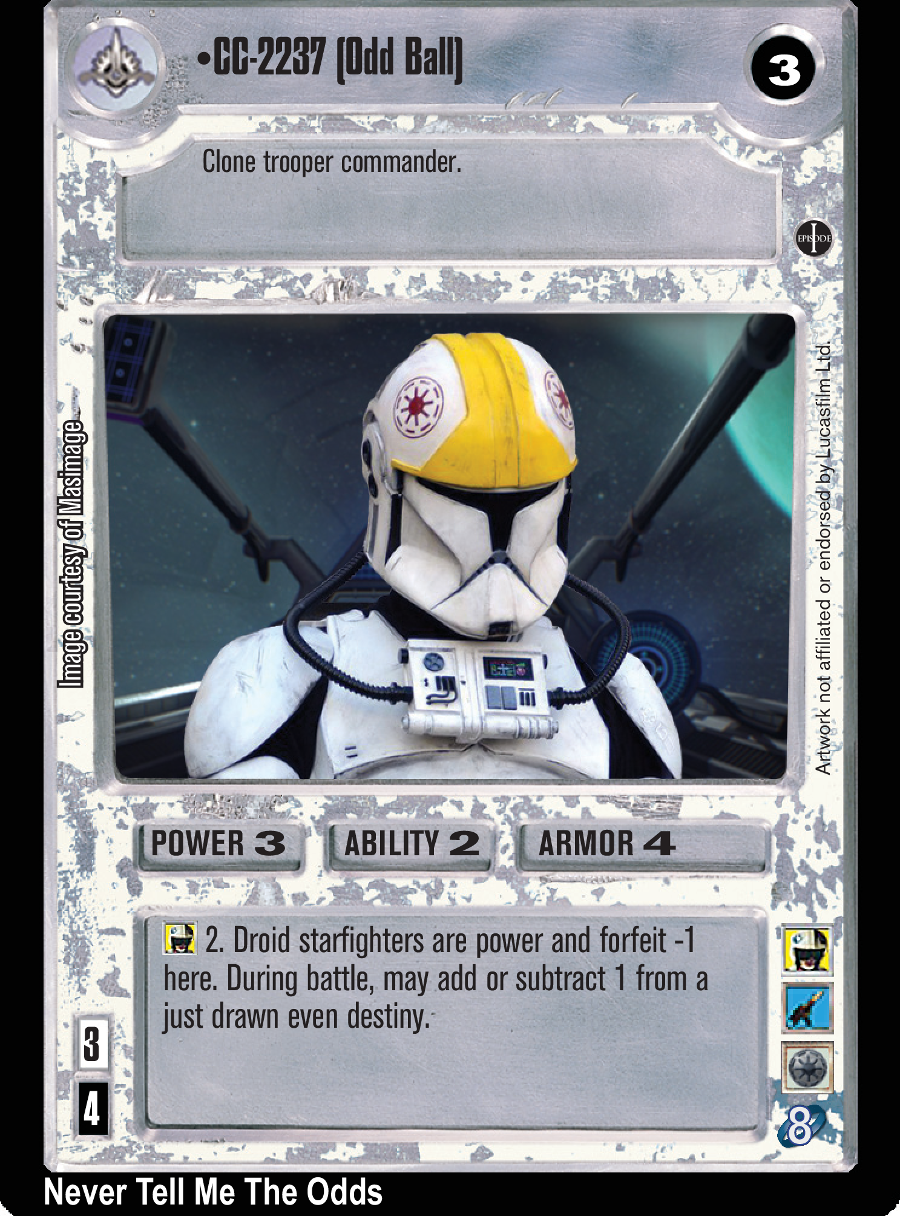 •CC-2237 (Odd Ball)
3
Clone trooper commander.
EPISODE
I
Image courtesy of Masimage
Artwork not affiliated or endorsed by Lucasfilm Ltd.
POWER 3
ABILITY 2
ARMOR 4
2. Droid starfighters are power and forfeit -1
here. During battle, may add or subtract 1 from a
just drawn even destiny.
3
4
8
Never Tell Me The Odds